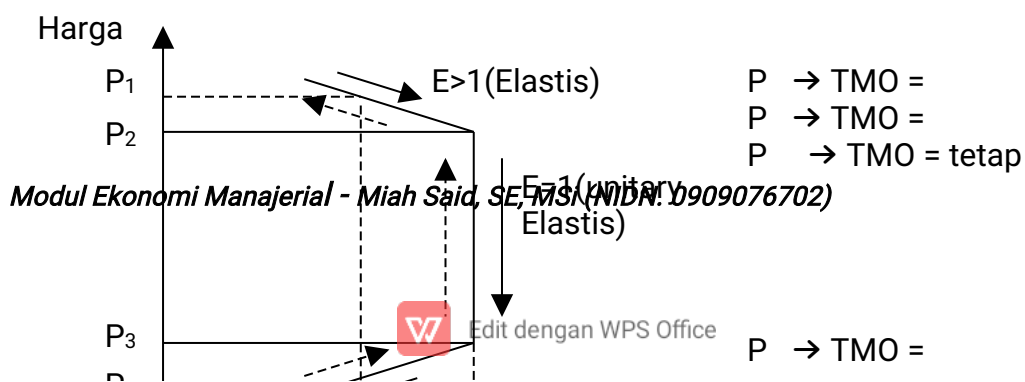 Harga
P1 E>1(Elastis) P → TMO =
P2 P → TMO =
P → TMO = tetap
E=1(unitary
Modul Ekonomi Manajerial - Miah Said, SE, MSi (NIDN. 0909076702)
Elastis)
Edit dengan WPS Office
P3 P → TMO =
P